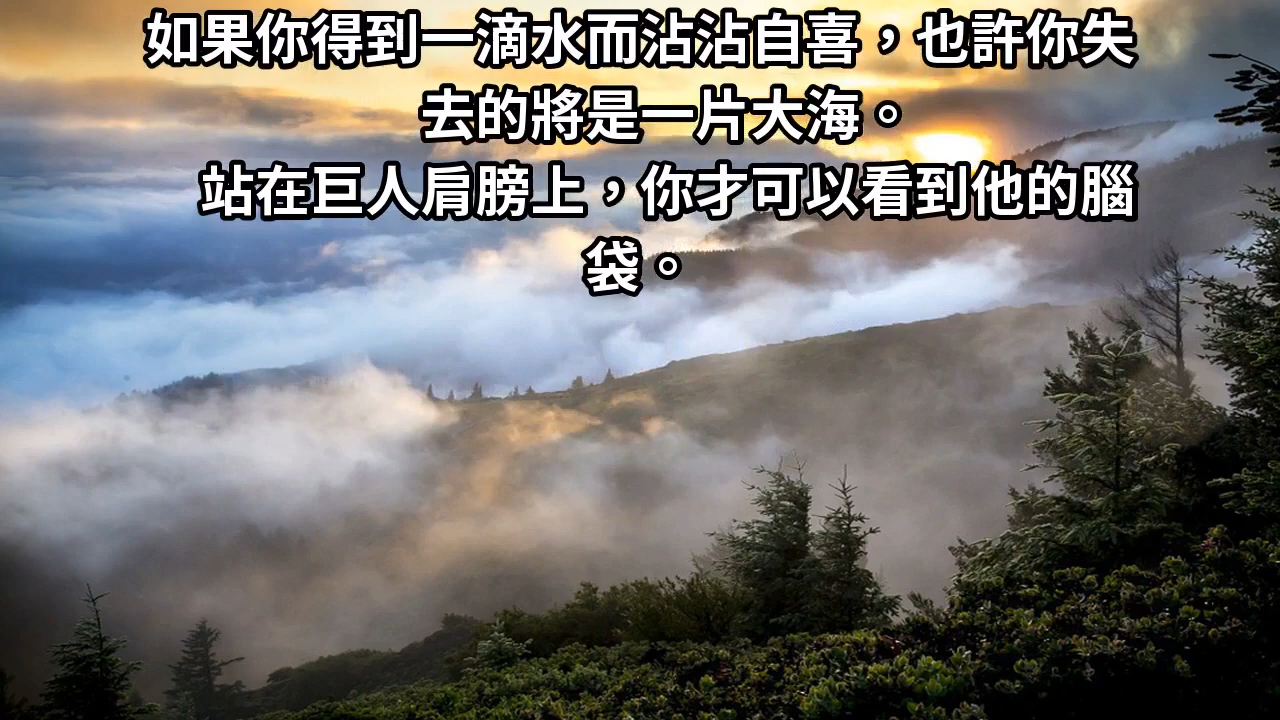 如果你得到一滴水而沾沾自喜，也許你失
去的將是一片大海。
站在巨人肩膀上，你才可以看到他的腦
袋。